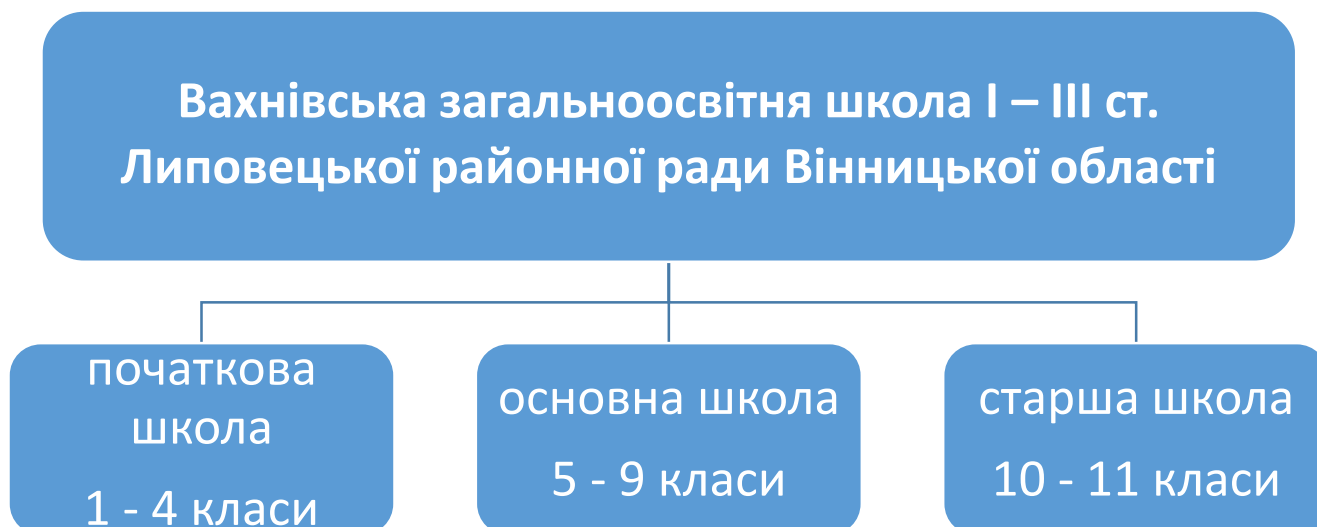 Вахнівська загальноосвітня школа І – ІІІ ст.
Липовецької районної ради Вінницької області
початкова
школа
1 - 4 класи
основна школа
5 - 9 класи
старша школа
10 - 11 класи